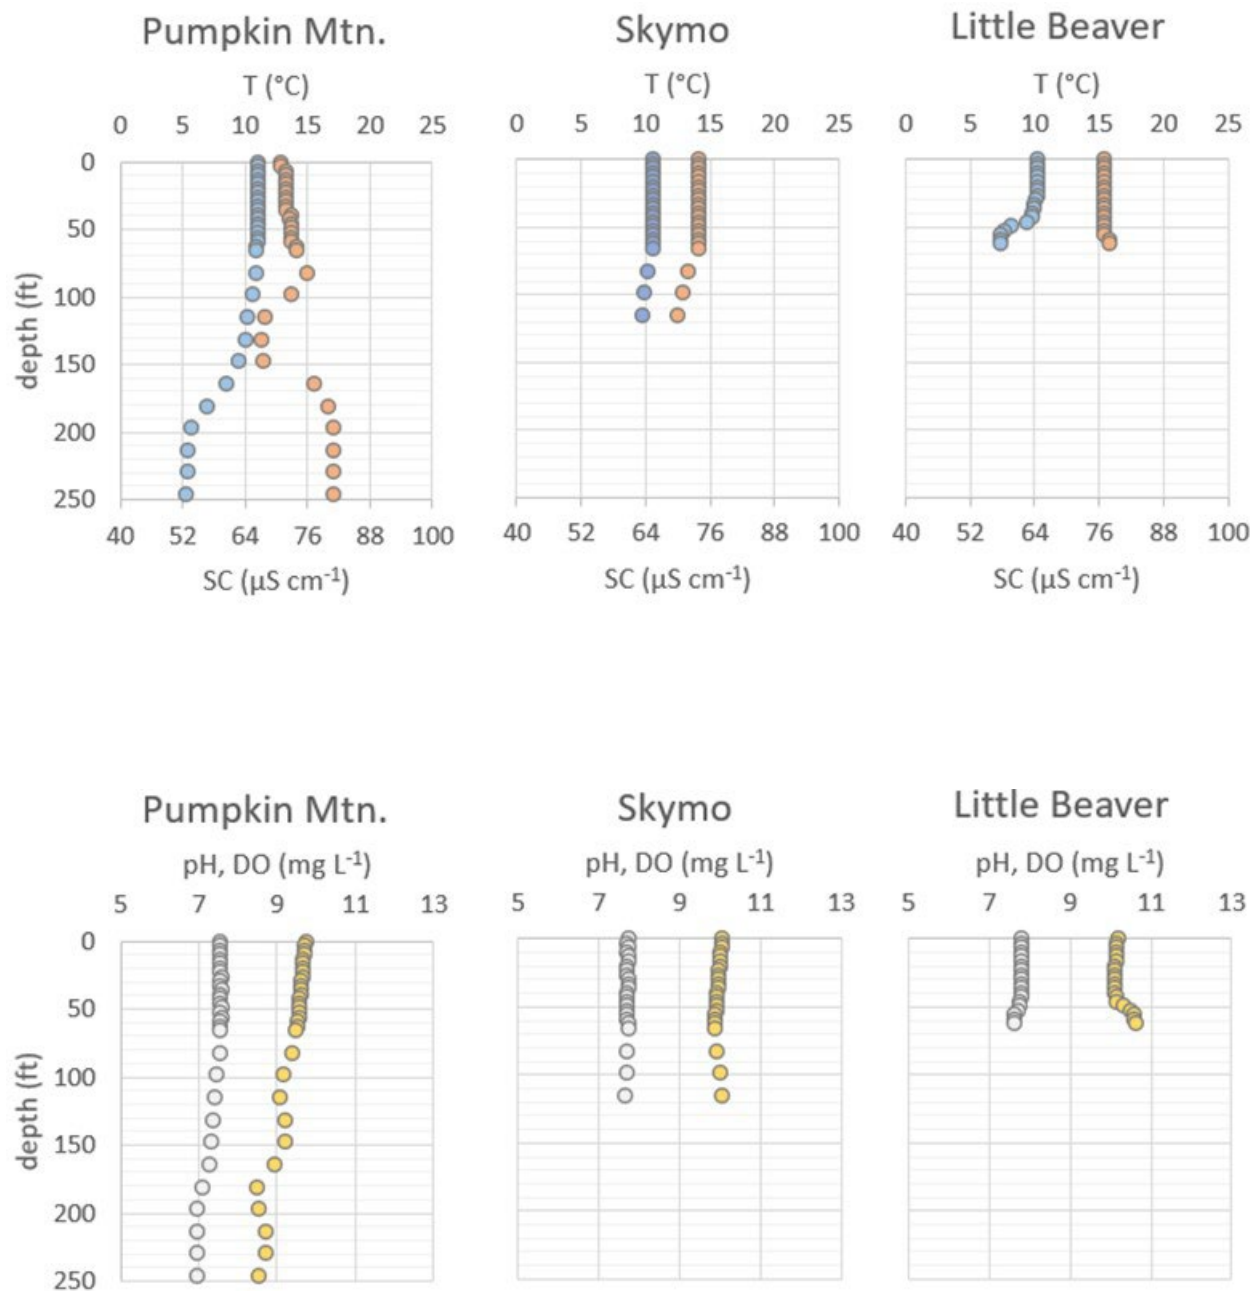 Pumpkin Mtn. Skymo Little Beaver
T (°C) T (°C) T (°C)
0 5 10 15 20 25 0 5 10 15 20 25 0 5 10 15 20 25
0
50
100
150
200
250
depth (ft)
40 52 64 76 88 100 40 52 64 76 88 100 40 52 64 76 88 100
SC (µS cm⁻¹) SC (µS cm⁻¹) SC (µS cm⁻¹)
Pumpkin Mtn. Skymo Little Beaver
pH, DO (mg L⁻¹) pH, DO (mg L⁻¹) pH, DO (mg L⁻¹)
5 7 9 11 13 5 7 9 11 13 5 7 9 11 13
0
50
100
150
200
250
depth (ft)